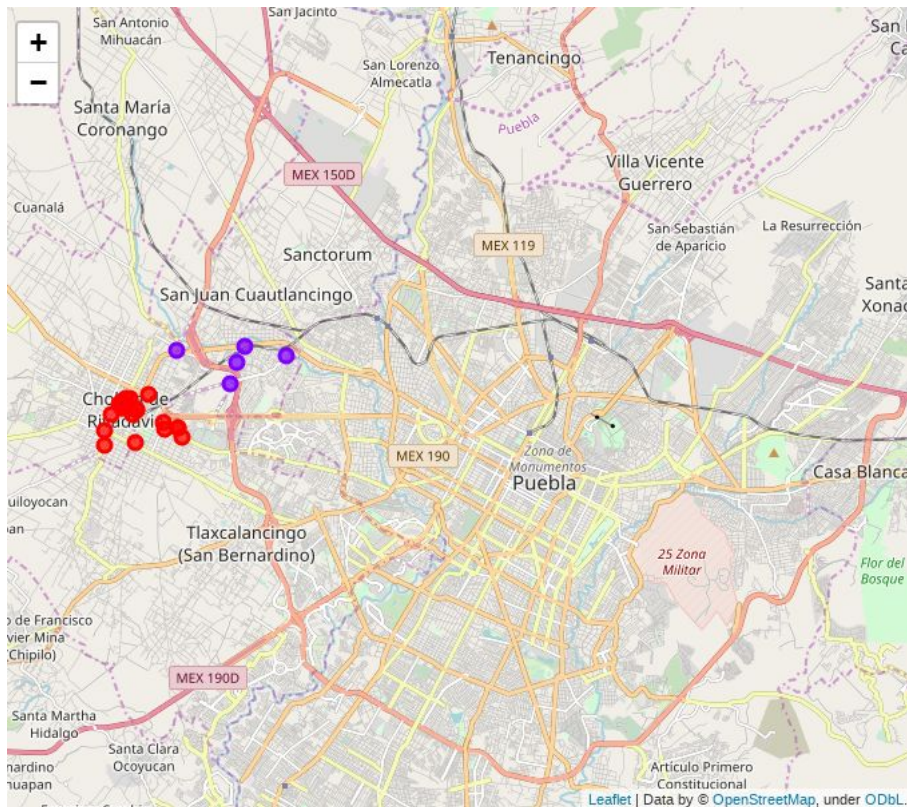 San Jacinto
San Antonio
Mihuacán
+
−
San Lorenzo
Almecatla
Tenancingo
Santa María
Coronango
Puebla
MEX 150D
Villa Vicente
Guerrero
Cuanalá
San Sebastián
de Aparicio
La Resurrección
MEX 119
Sanctorum
San Juan Cuautlancingo
Santa
Xonac
MEX 190
Zona de
Monumentos
Puebla
Casa Blanca
Tlaxcalancingo
(San Bernardino)
25 Zona
Militar
Flor del
Bosque
o de Francisco
vier Mina
(Chipilo)
MEX 190D
Santa Martha
Hidalgo
Santa Clara
Ocoyucan
nardino
huapan
Artículo Primero
Constitucional
Leaflet | Data by © OpenStreetMap, under ODbL.